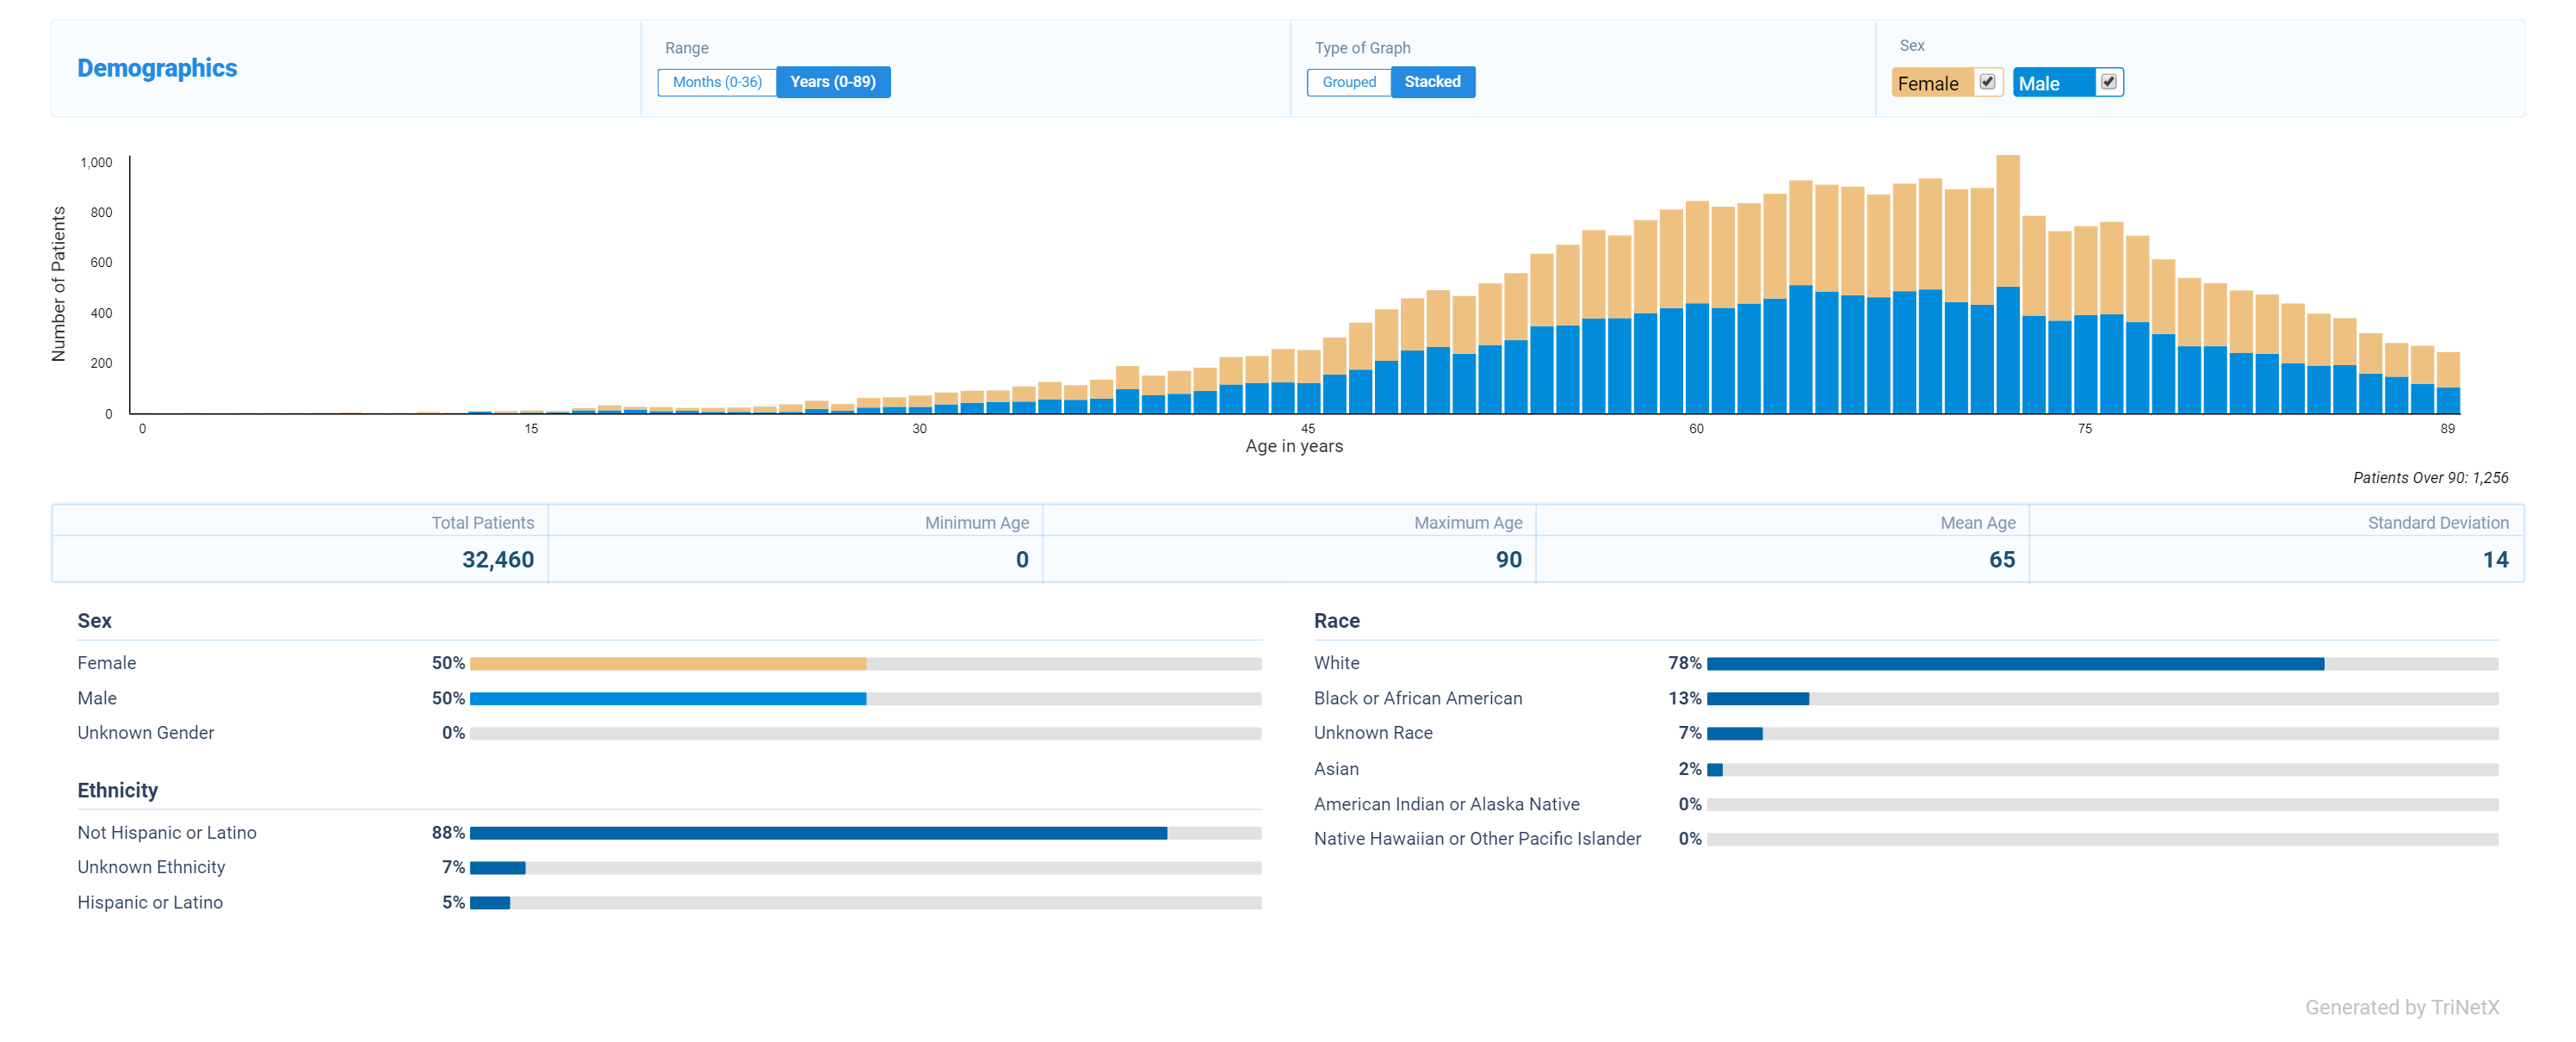 Demographics
Range
Months (0-36) Years (0-89)
Type of Graph
Grouped Stacked
Sex
Female Male
Number of Patients
1,000
800
600
400
200
0
0 15 30 45 60 75 89
Age in years
Patients Over 90: 1,256
Total Patients Minimum Age Maximum Age Mean Age Standard Deviation
32,460 0 90 65 14
Sex
Female 50%
Male 50%
Unknown Gender 0%
Ethnicity
Not Hispanic or Latino 88%
Unknown Ethnicity 7%
Hispanic or Latino 5%
Race
White 78%
Black or African American 13%
Unknown Race 7%
Asian 2%
American Indian or Alaska Native 0%
Native Hawaiian or Other Pacific Islander 0%
Generated by TriNetX